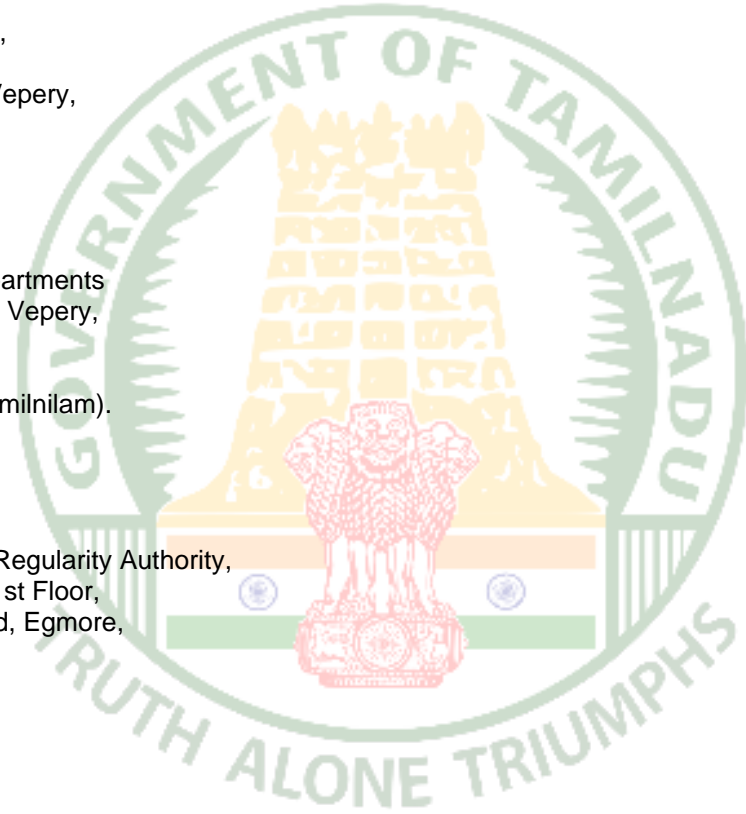 ,
Vepery,
artments
Vepery,
milnilam).
Regularity Authority,
st Floor,
d, Egmore,
GOVERNMENT OF TAMILNADU
TRUTH ALONE TRIUMPHS